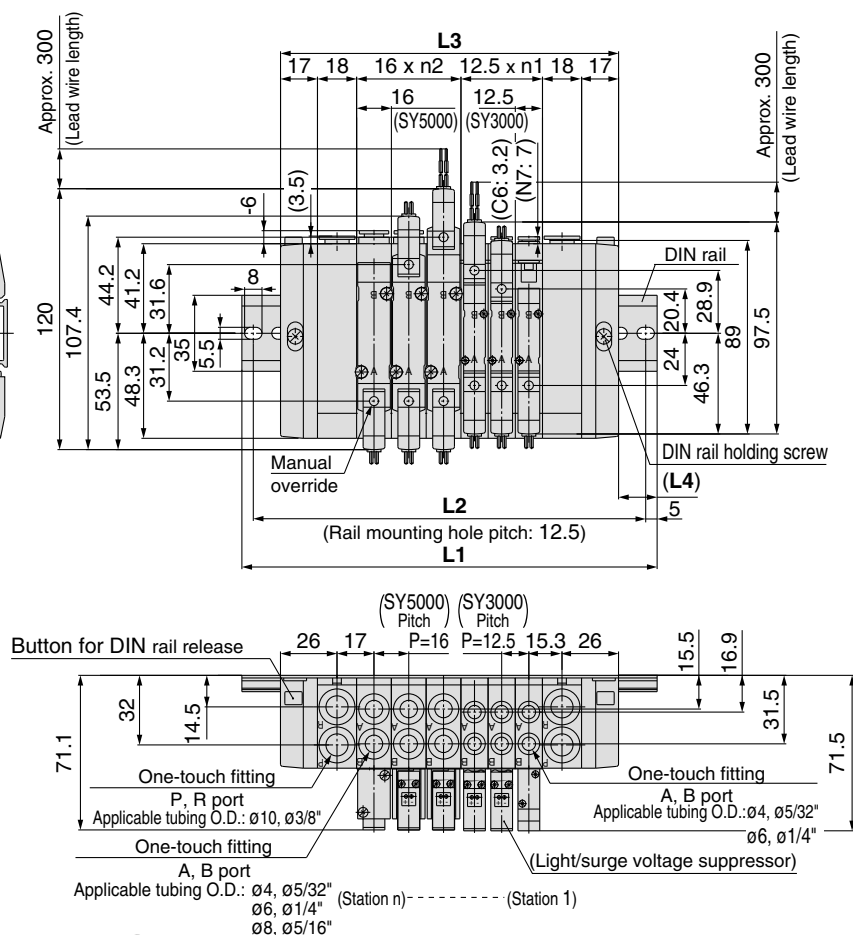 L3
17 18 16 x n2 12.5 x n1 18 17
16
(SY5000)
12.5
(SY3000)
Approx. 300
(Lead wire length)
Approx. 300
(Lead wire length)
-6
(3.5)
(C6: 3.2)
(N7: 7)
DIN rail
120
107.4
44.2
41.2
31.6
8
53.5
48.3
35
5.5
31.2
20.4
28.9
24
46.3
89
97.5
B B B B B B
A A A A A A
Manual
override
DIN rail holding screw
(L4)
L2
5
(Rail mounting hole pitch: 12.5)
L1
(SY5000) (SY3000)
Pitch Pitch
Button for DIN rail release
26 17 P=16 P=12.5 15.3 26
15.5
16.9
71.1
32
14.5
31.5
71.5
R A A A A A A R
P B B B B B B P
One-touch fitting
P, R port
Applicable tubing O.D.: ø10, ø3/8"
One-touch fitting
A, B port
Applicable tubing O.D.: ø4, ø5/32"
ø6, ø1/4"
ø8, ø5/16"
One-touch fitting
A, B port
Applicable tubing O.D.:ø4, ø5/32"
ø6, ø1/4"
(Light/surge voltage suppressor)
(Station n)- - - - - - - - - - (Station 1)